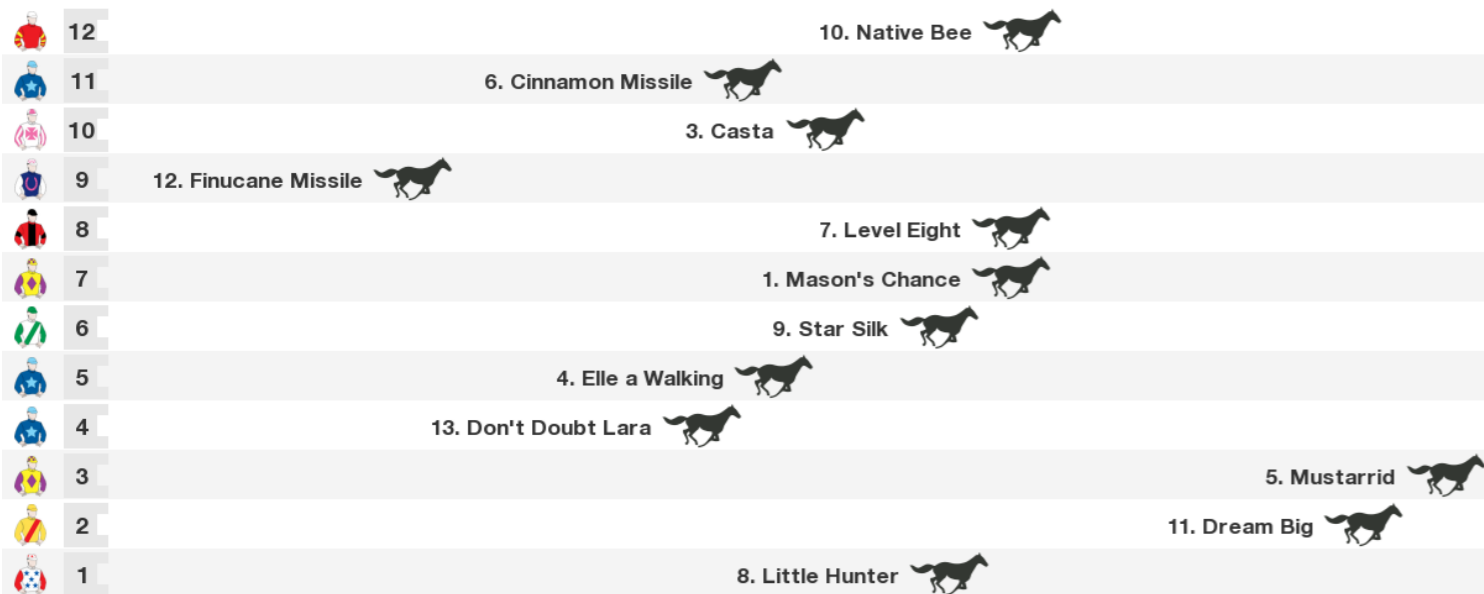 12 10. Native Bee
11 6. Cinnamon Missile
10 3. Casta
9 12. Finucane Missile
8 7. Level Eight
7 1. Mason's Chance
6 9. Star Silk
5 4. Elle a Walking
4 13. Don't Doubt Lara
3 5. Mustarrid
2 11. Dream Big
1 8. Little Hunter